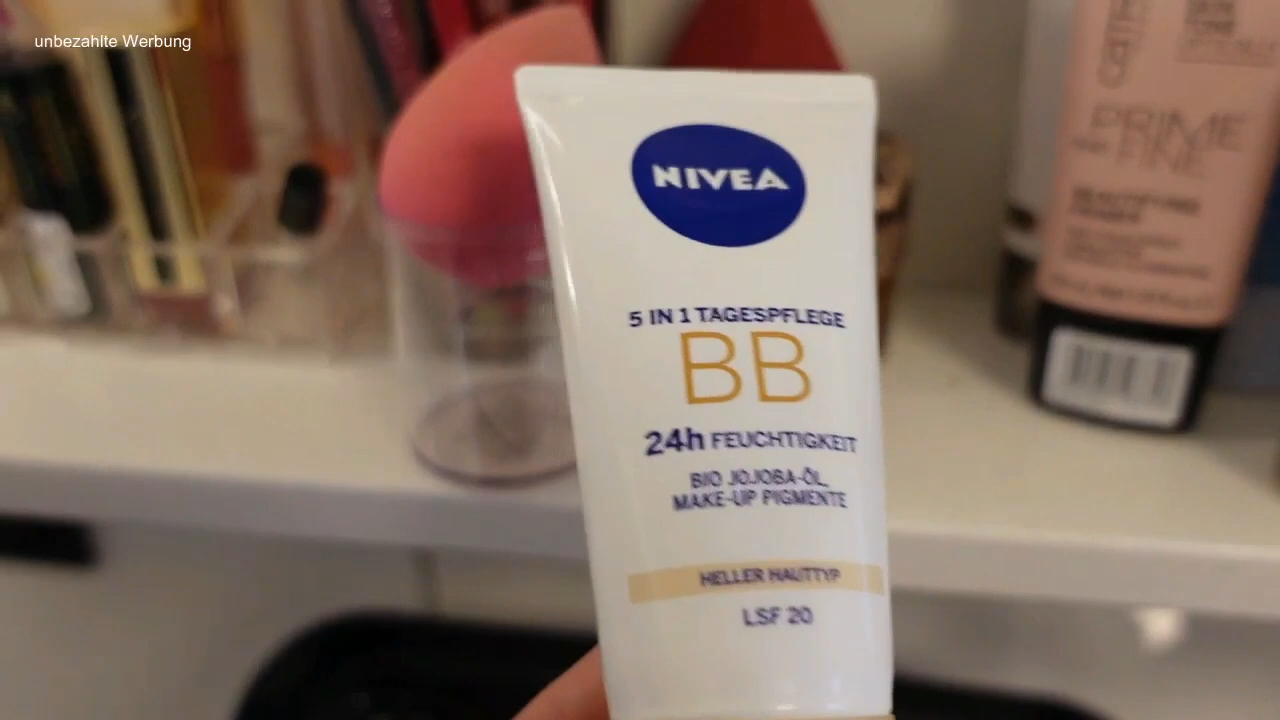 unbezahlte Werbung
NIVEA
5 IN 1 TAGESPFLEGE
BB
24h FEUCHTIGKEIT
BIO JOJOBA-ÖL,
MAKE-UP PIGMENTE
HELLER HAUTTYP
LSF 20
PRIME
FINE